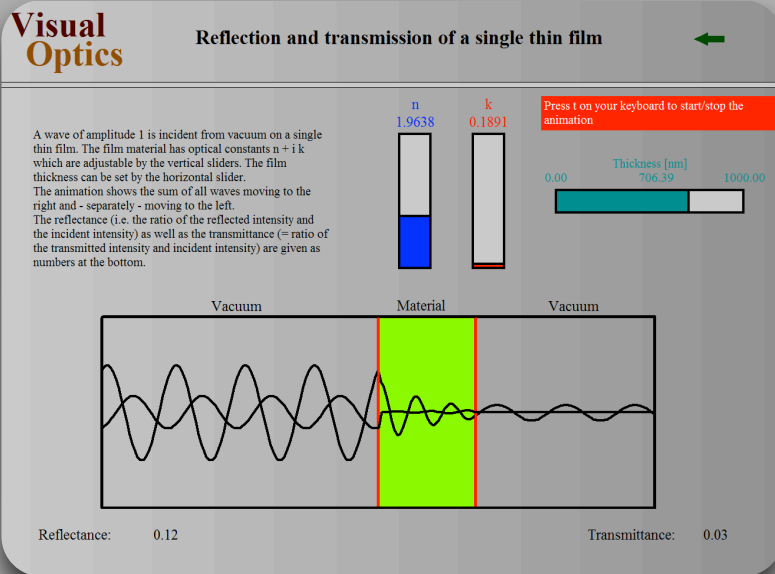 Visual
Optics
Reflection and transmission of a single thin film
n
k
1.9638
0.1891
Press t on your keyboard to start/stop the
animation
A wave of amplitude 1 is incident from vacuum on a single
thin film. The film material has optical constants n + i k
which are adjustable by the vertical sliders. The film
thickness can be set by the horizontal slider.
The animation shows the sum of all waves moving to the
right and - separately - moving to the left.
The reflectance (i.e. the ratio of the reflected intensity and
the incident intensity) as well as the transmittance (= ratio of
the transmitted intensity and incident intensity) are given as
numbers at the bottom.
Thickness [nm]
0.00 706.39 1000.00
Vacuum Material Vacuum
Reflectance: 0.12 Transmittance: 0.03